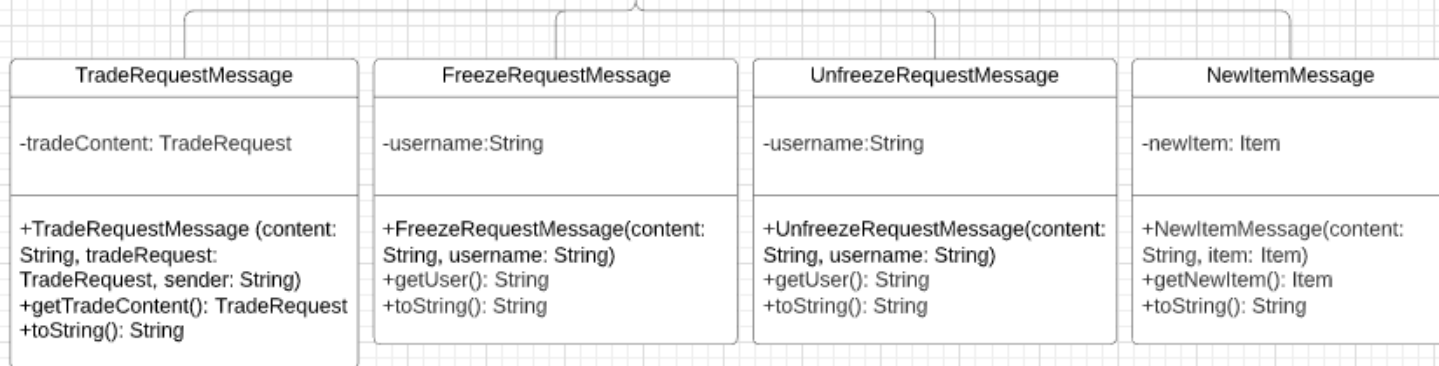 TradeRequestMessage
-tradeContent: TradeRequest
+TradeRequestMessage (content:
String, tradeRequest:
TradeRequest, sender: String)
+getTradeContent(): TradeRequest
+toString(): String
FreezeRequestMessage
-username:String
+FreezeRequestMessage(content:
String, username: String)
+getUser(): String
+toString(): String
UnfreezeRequestMessage
-username:String
+UnfreezeRequestMessage(content:
String, username: String)
+getUser(): String
+toString(): String
NewItemMessage
-newItem: Item
+NewItemMessage(content:
String, item: Item)
+getNewItem(): Item
+toString(): String